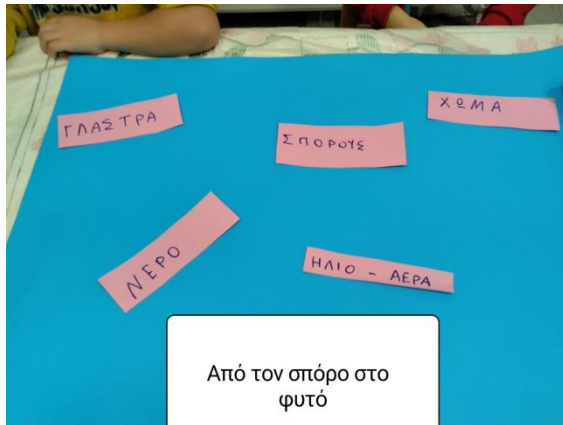 ΓΛΑΣΤΡΑ
ΣΠΟΡΟΥΣ
ΧΩΜΑ
ΝΕΡΟ
ΗΛΙΟ - ΑΕΡΑ
Από τον σπόρο στο
φυτό